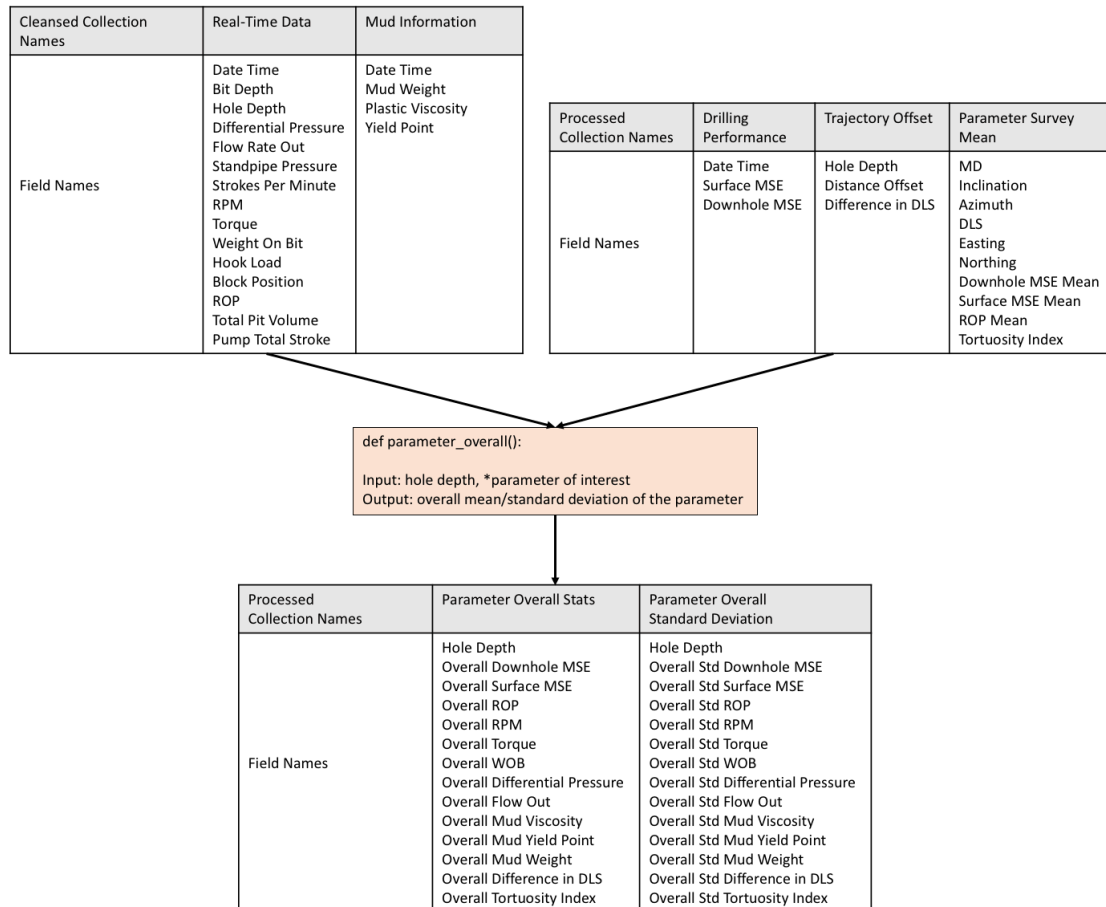 Cleansed Collection
Names
Real-Time Data
Mud Information
Field Names
Date Time
Bit Depth
Hole Depth
Differential Pressure
Flow Rate Out
Standpipe Pressure
Strokes Per Minute
RPM
Torque
Weight On Bit
Hook Load
Block Position
ROP
Total Pit Volume
Pump Total Stroke
Date Time
Mud Weight
Plastic Viscosity
Yield Point
Processed
Collection Names
Drilling
Performance
Trajectory Offset
Parameter Survey
Mean
Field Names
Date Time
Surface MSE
Downhole MSE
Hole Depth
Distance Offset
Difference in DLS
MD
Inclination
Azimuth
DLS
Easting
Northing
Downhole MSE Mean
Surface MSE Mean
ROP Mean
Tortuosity Index
def parameter_overall():
Input: hole depth, *parameter of interest
Output: overall mean/standard deviation of the parameter
Processed
Collection Names
Parameter Overall Stats
Parameter Overall
Standard Deviation
Field Names
Hole Depth
Overall Downhole MSE
Overall Surface MSE
Overall ROP
Overall RPM
Overall Torque
Overall WOB
Overall Differential Pressure
Overall Flow Out
Overall Mud Viscosity
Overall Mud Yield Point
Overall Mud Weight
Overall Difference in DLS
Overall Tortuosity Index
Hole Depth
Overall Std Downhole MSE
Overall Std Surface MSE
Overall Std ROP
Overall Std RPM
Overall Std Torque
Overall Std WOB
Overall Std Differential Pressure
Overall Std Flow Out
Overall Std Mud Viscosity
Overall Std Mud Yield Point
Overall Std Mud Weight
Overall Std Difference in DLS
Overall Std Tortuosity Index